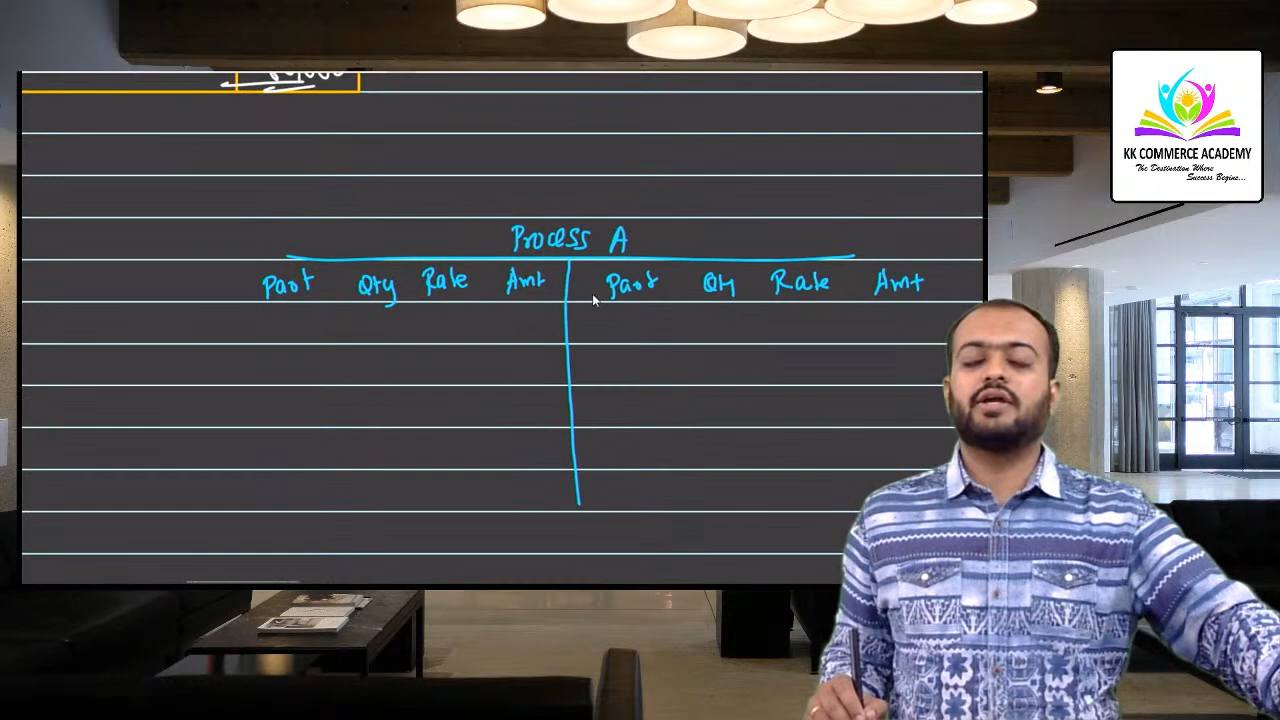 Process A
Part Qty Rate Amt Part Qty Rate Amt
KK COMMERCE ACADEMY
The Destination Where
Success Begins...